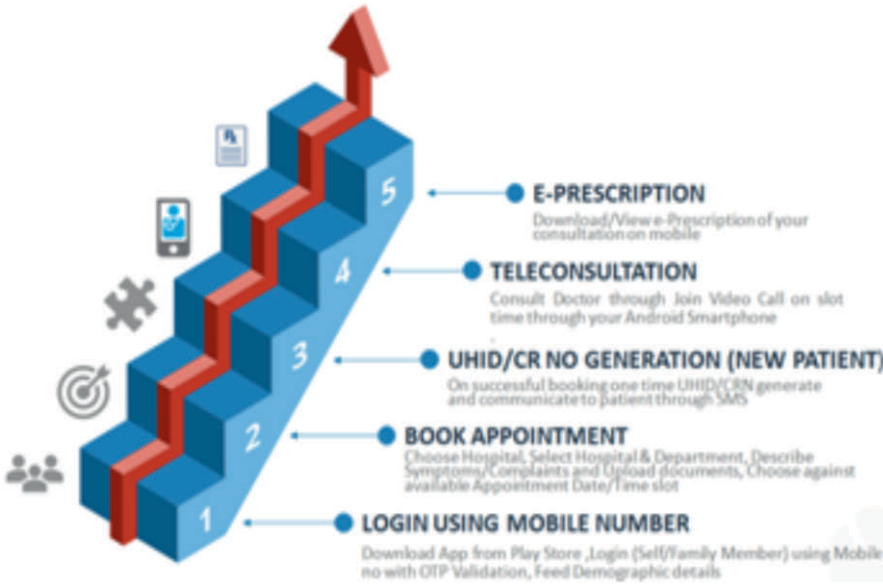 5
E-PRESCRIPTION
Download/View e-Prescription of your
consultation on mobile
4
TELECONSULTATION
Consult Doctor through Join Video Call on slot
time through your Android Smartphone
.
3
UHID/CR NO GENERATION (NEW PATIENT)
On successful booking one time UHID/CRN generate
and communicate to patient through SMS
2
BOOK APPOINTMENT
Choose Hospital, Select Hospital & Department, Describe
Symptoms/Complaints and Upload documents, Choose against
available Appointment Date/Time slot
1
LOGIN USING MOBILE NUMBER
Download App from Play Store ,Login (Self/Family Member) using Mobile
no with OTP Validation, Feed Demographic details